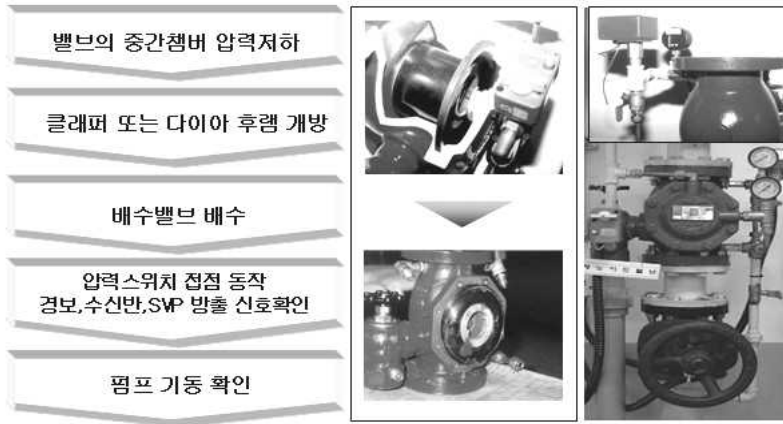 밸브의 중간챔버 압력저하
클래퍼 또는 다이아 후램 개방
배수밸브 배수
압력스위치 접점 동작
경보,수신반,SVP 방출 신호확인
펌프 기동 확인